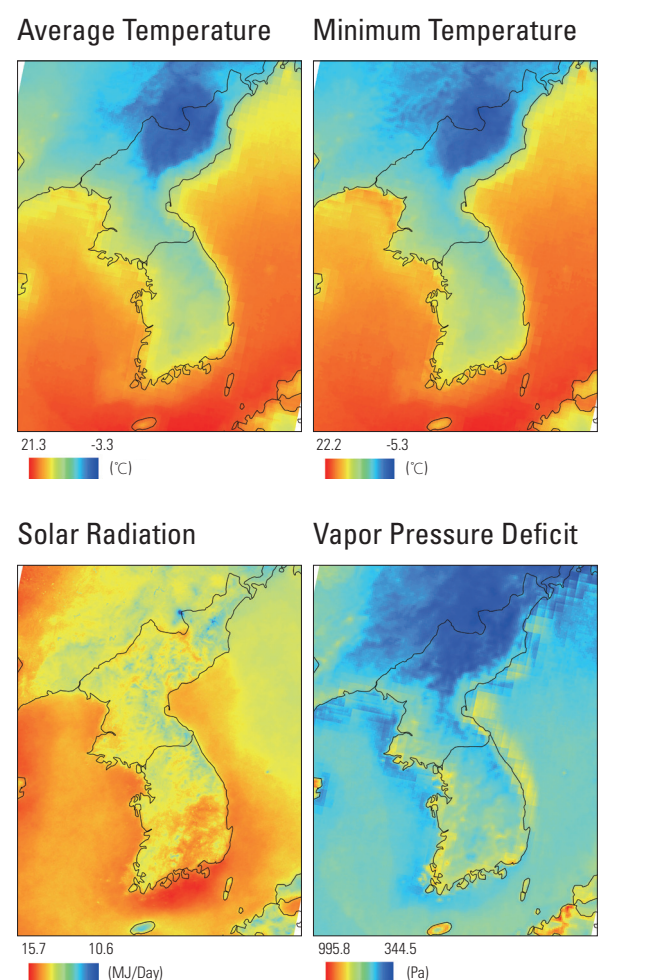 Average Temperature
Minimum Temperature
21.3 -3.3
(℃)
22.2 -5.3
(℃)
Solar Radiation
Vapor Pressure Deficit
15.7 10.6
(MJ/Day)
995.8 344.5
(Pa)